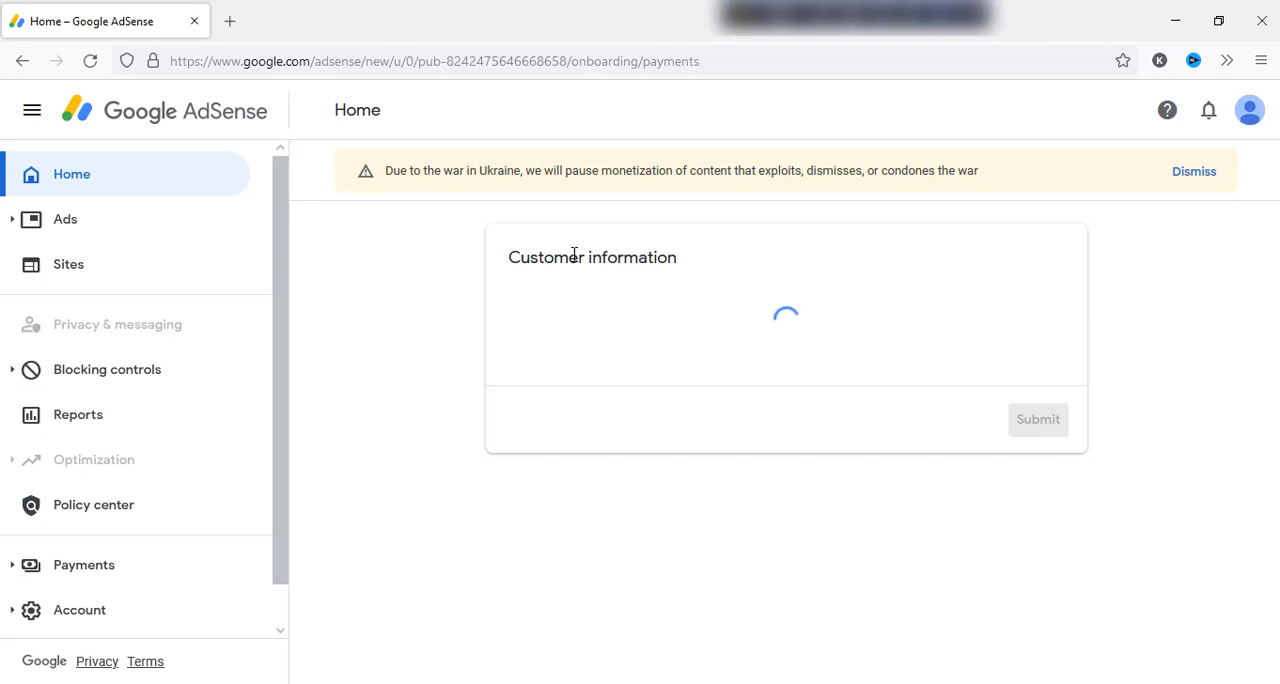 Home – Google AdSense
https://www.google.com/adsense/new/u/0/pub-8242475646668658/onboarding/payments
K
Google AdSense
Home
Home
Ads
Sites
Privacy & messaging
Blocking controls
Reports
Optimization
Policy center
Payments
Account
Google Privacy Terms
Due to the war in Ukraine, we will pause monetization of content that exploits, dismisses, or condones the war
Dismiss
Customer information
Submit